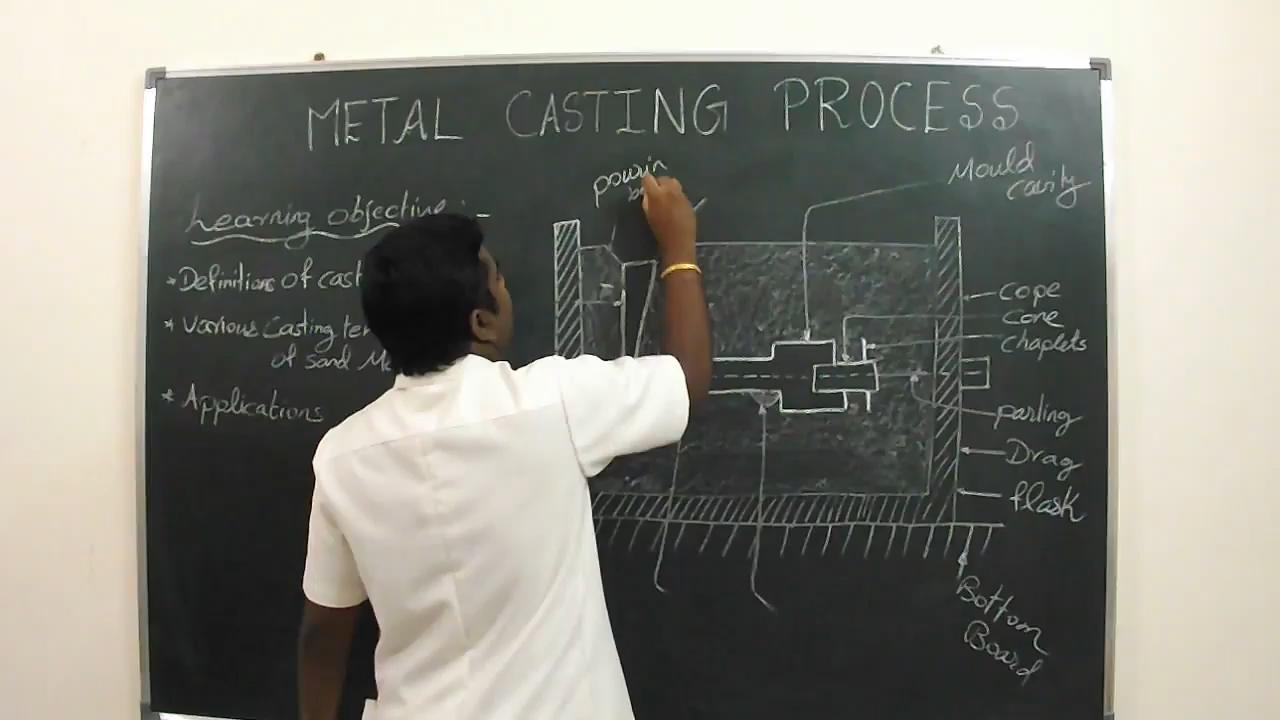 METAL CASTING PROCESS
Learning objective :-
* Definitions of cast
* Various Casting ter
of sand Mo
* Applications
pourin
Mould
cavity
cope
core
chaplets
parting
Drag
flask
Bottom
Board